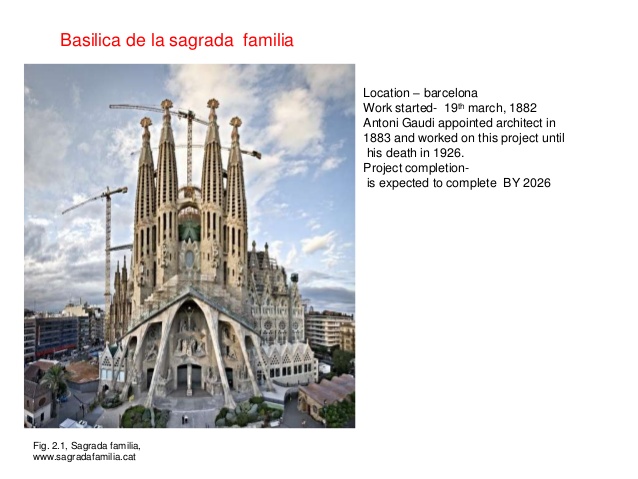 Basilica de la sagrada familia
Location – barcelona
Work started- 19th march, 1882
Antoni Gaudi appointed architect in
1883 and worked on this project until
his death in 1926.
Project completion-
is expected to complete BY 2026
Fig. 2.1, Sagrada familia,
www.sagradafamilia.cat